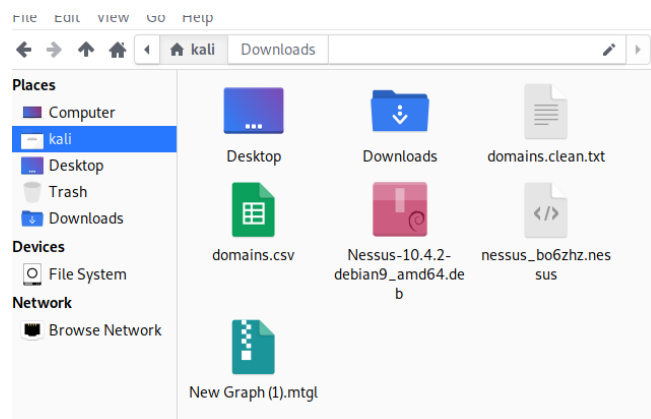 File Edit View Go Help
kali Downloads
Places
Computer
kali
Desktop
Trash
Downloads
Devices
File System
Network
Browse Network
Desktop Downloads domains.clean.txt
domains.csv Nessus-10.4.2- nessus_bo6zhz.nes
debian9_amd64.de sus
b
New Graph (1).mtgl